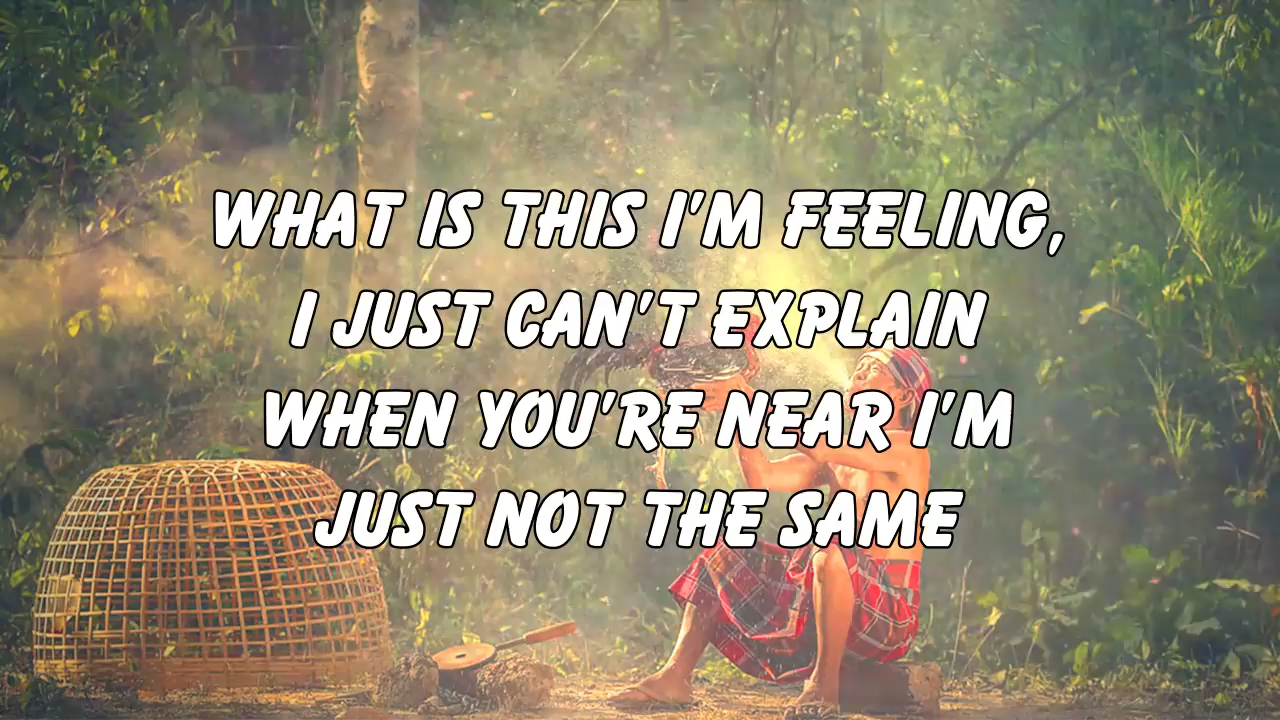 WHAT IS THIS I'M FEELING,
I JUST CAN'T EXPLAIN
WHEN YOU'RE NEAR I'M
JUST NOT THE SAME